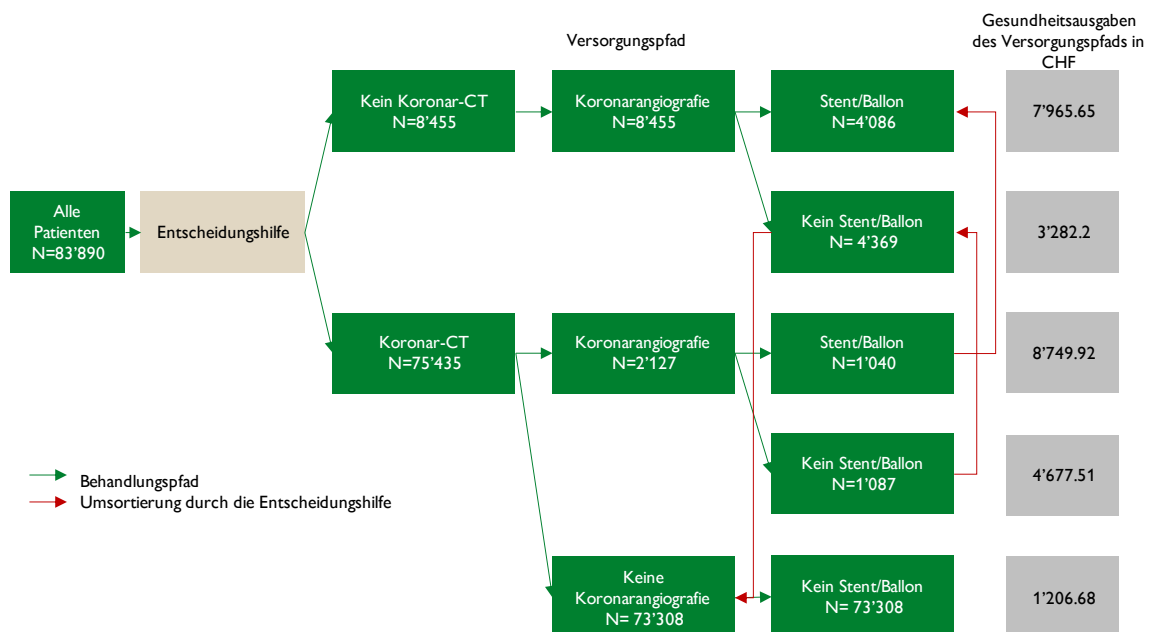 Versorgungspfad
Gesundheitsausgaben
des Versorgungspfads in
CHF
Alle
Patienten
N=83'890
Entscheidungshilfe
Kein Koronar-CT
N=8'455
Koronarangiografie
N=8'455
Stent/Ballon
N=4'086
7'965.65
Kein Stent/Ballon
N= 4'369
3'282.2
Koronar-CT
N=75'435
Koronarangiografie
N=2'127
Stent/Ballon
N=1'040
8'749.92
Kein Stent/Ballon
N=1'087
4'677.51
Keine
Koronarangiografie
N= 73'308
Kein Stent/Ballon
N= 73'308
1'206.68
Behandlungspfad
Umsortierung durch die Entscheidungshilfe